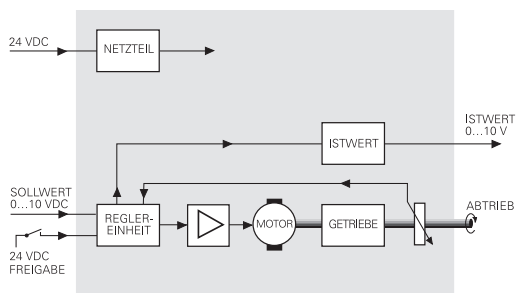 24 VDC
NETZTEIL
ISTWERT
0...10 V
ISTWERT
SOLLWERT
0...10 VDC
REGLER-
EINHEIT
MOTOR
GETRIEBE
ABTRIEB
24 VDC
FREIGABE